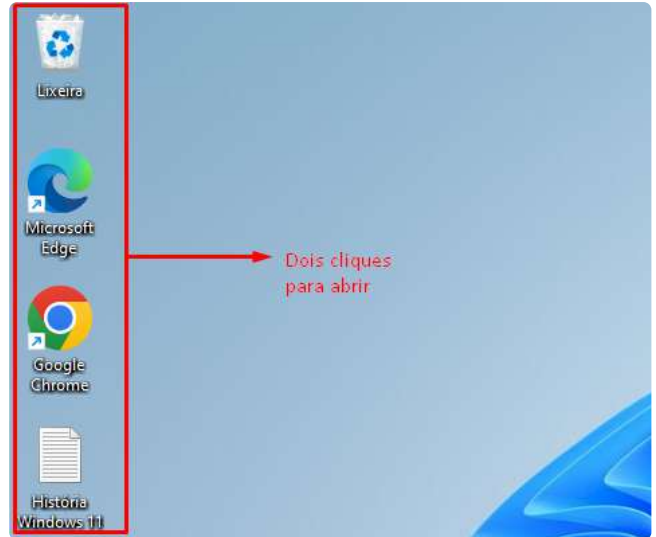 Lixeira
Microsoft
Edge
Dois cliques
para abrir
Google
Chrome
História
Windows 11